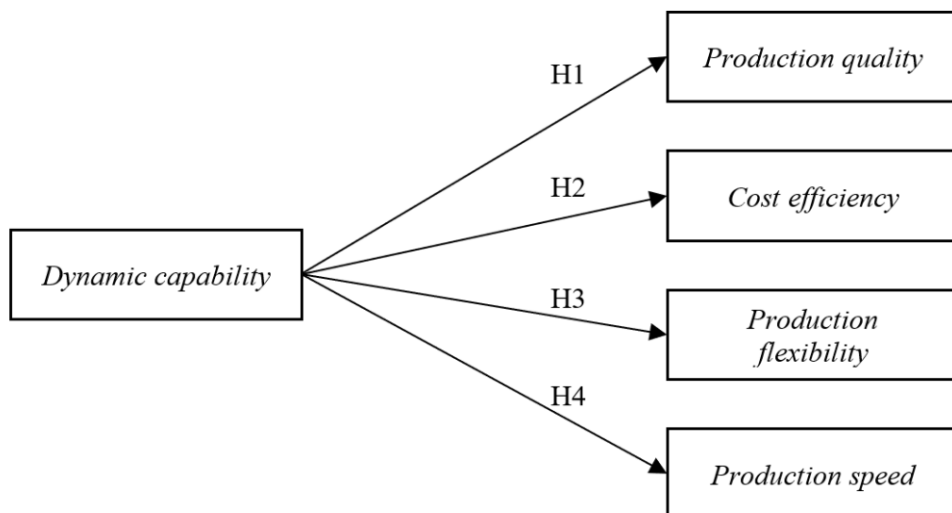 Production quality
H1
H2
Cost efficiency
Dynamic capability
H3
Production
flexibility
H4
Production speed